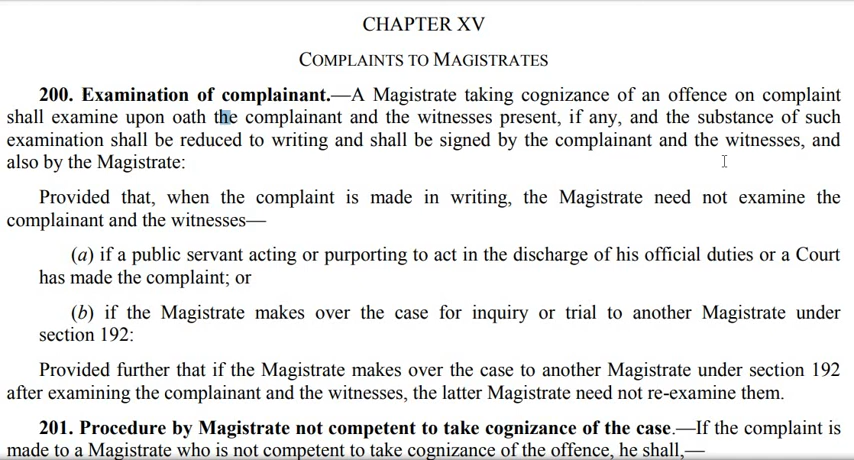 CHAPTER XV
COMPLAINTS TO MAGISTRATES
200. Examination of complainant.—A Magistrate taking cognizance of an offence on complaint
shall examine upon oath the complainant and the witnesses present, if any, and the substance of such
examination shall be reduced to writing and shall be signed by the complainant and the witnesses, and
also by the Magistrate:
Provided that, when the complaint is made in writing, the Magistrate need not examine the
complainant and the witnesses—
(a) if a public servant acting or purporting to act in the discharge of his official duties or a Court
has made the complaint; or
(b) if the Magistrate makes over the case for inquiry or trial to another Magistrate under
section 192:
Provided further that if the Magistrate makes over the case to another Magistrate under section 192
after examining the complainant and the witnesses, the latter Magistrate need not re-examine them.
201. Procedure by Magistrate not competent to take cognizance of the case.—If the complaint is
made to a Magistrate who is not competent to take cognizance of the offence, he shall,—